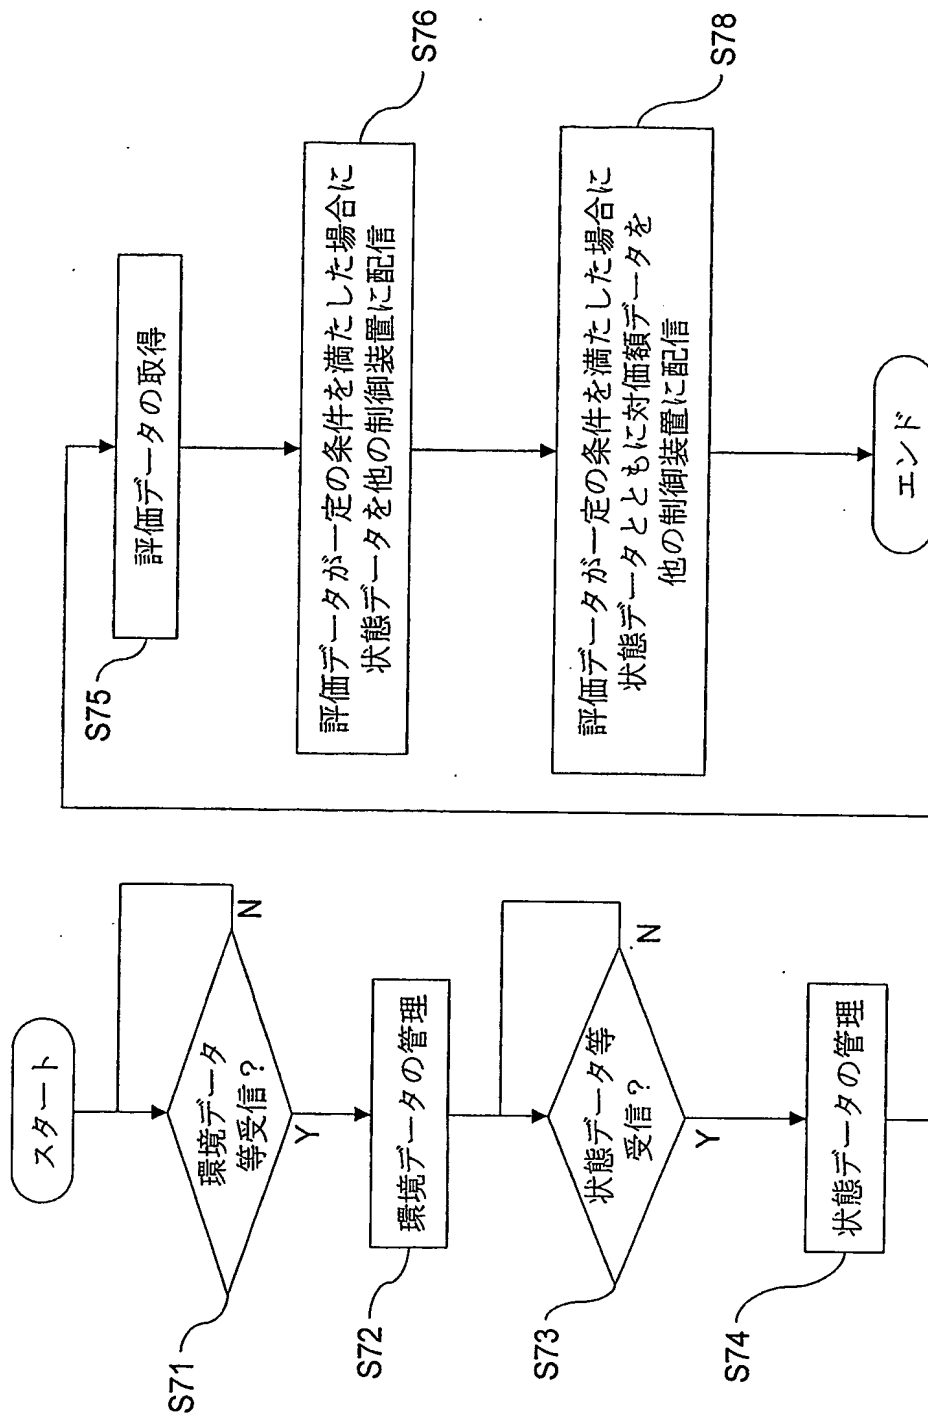 スタート
環境データ
等受信?
S71
N
Y
環境データの管理
S72
状態データ等
受信?
S73
N
Y
状態データの管理
S74
評価データの取得
S75
評価データが一定の条件を満たした場合に
状態データを他の制御装置に配信
S76
評価データが一定の条件を満たした場合に
状態データとともに対価額データを
他の制御装置に配信
S78
エンド